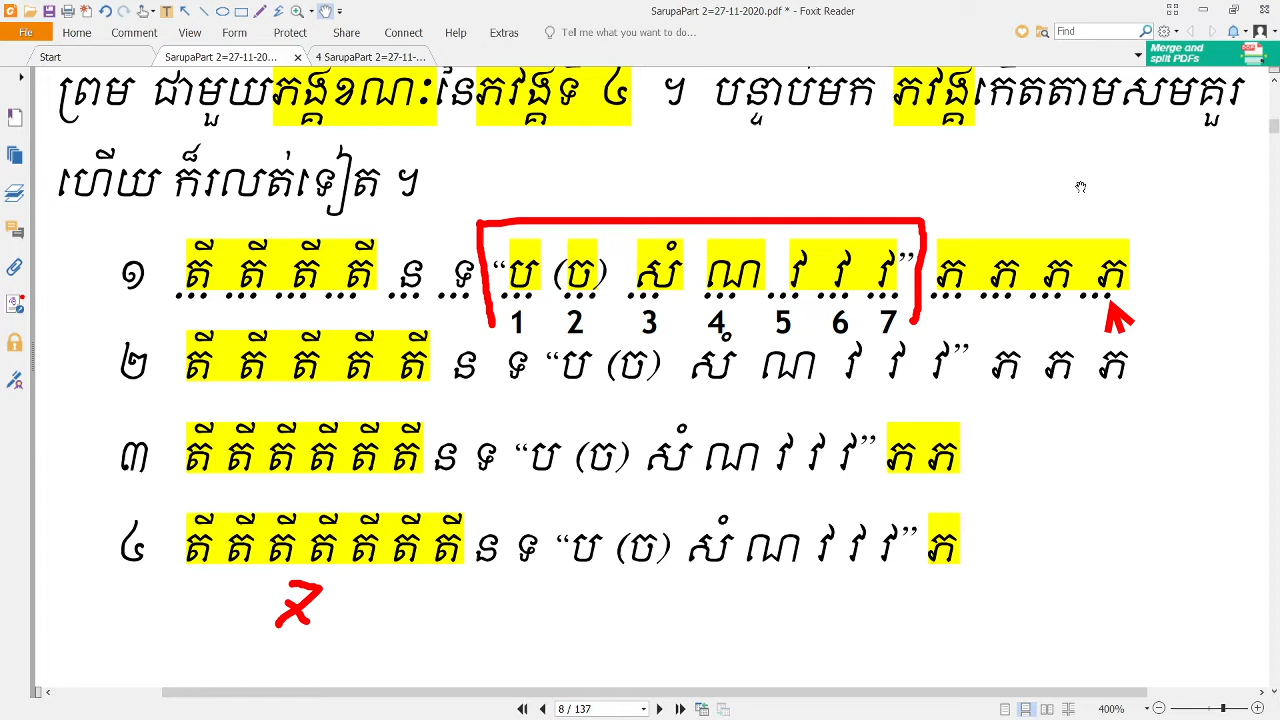 SarupaPart 2=27-11-2020.pdf * - Foxit Reader
File Home Comment View Form Protect Share Connect Help Extras Tell me what you want to do... Find
Start SarupaPart 2=27-11-20... 4 SarupaPart 2=27-11-...
Merge and split PDFs
ព្រម ជាមួយភង្គខណៈនៃភវង្គទ ៤ ។ បន្ទាប់មក ភវង្គកើតតាមសមគួរ
ហើយ ក៏រលត់ទៀត ។
១ តី តី តី តី ន ទ “ប (ច) សំ ណ វ វ វ” ភ ភ ភ ភ
1 2 3 4 5 6 7
២ តី តី តី តី តី ន ទ “ប (ច) សំ ណ វ វ វ” ភ ភ ភ
៣ តី តី តី តី តី តី ន ទ “ប (ច) សំ ណ វ វ វ” ភ ភ
៤ តី តី តី តី តី តី តី ន ទ “ប (ច) សំ ណ វ វ វ” ភ
8 / 137 400%